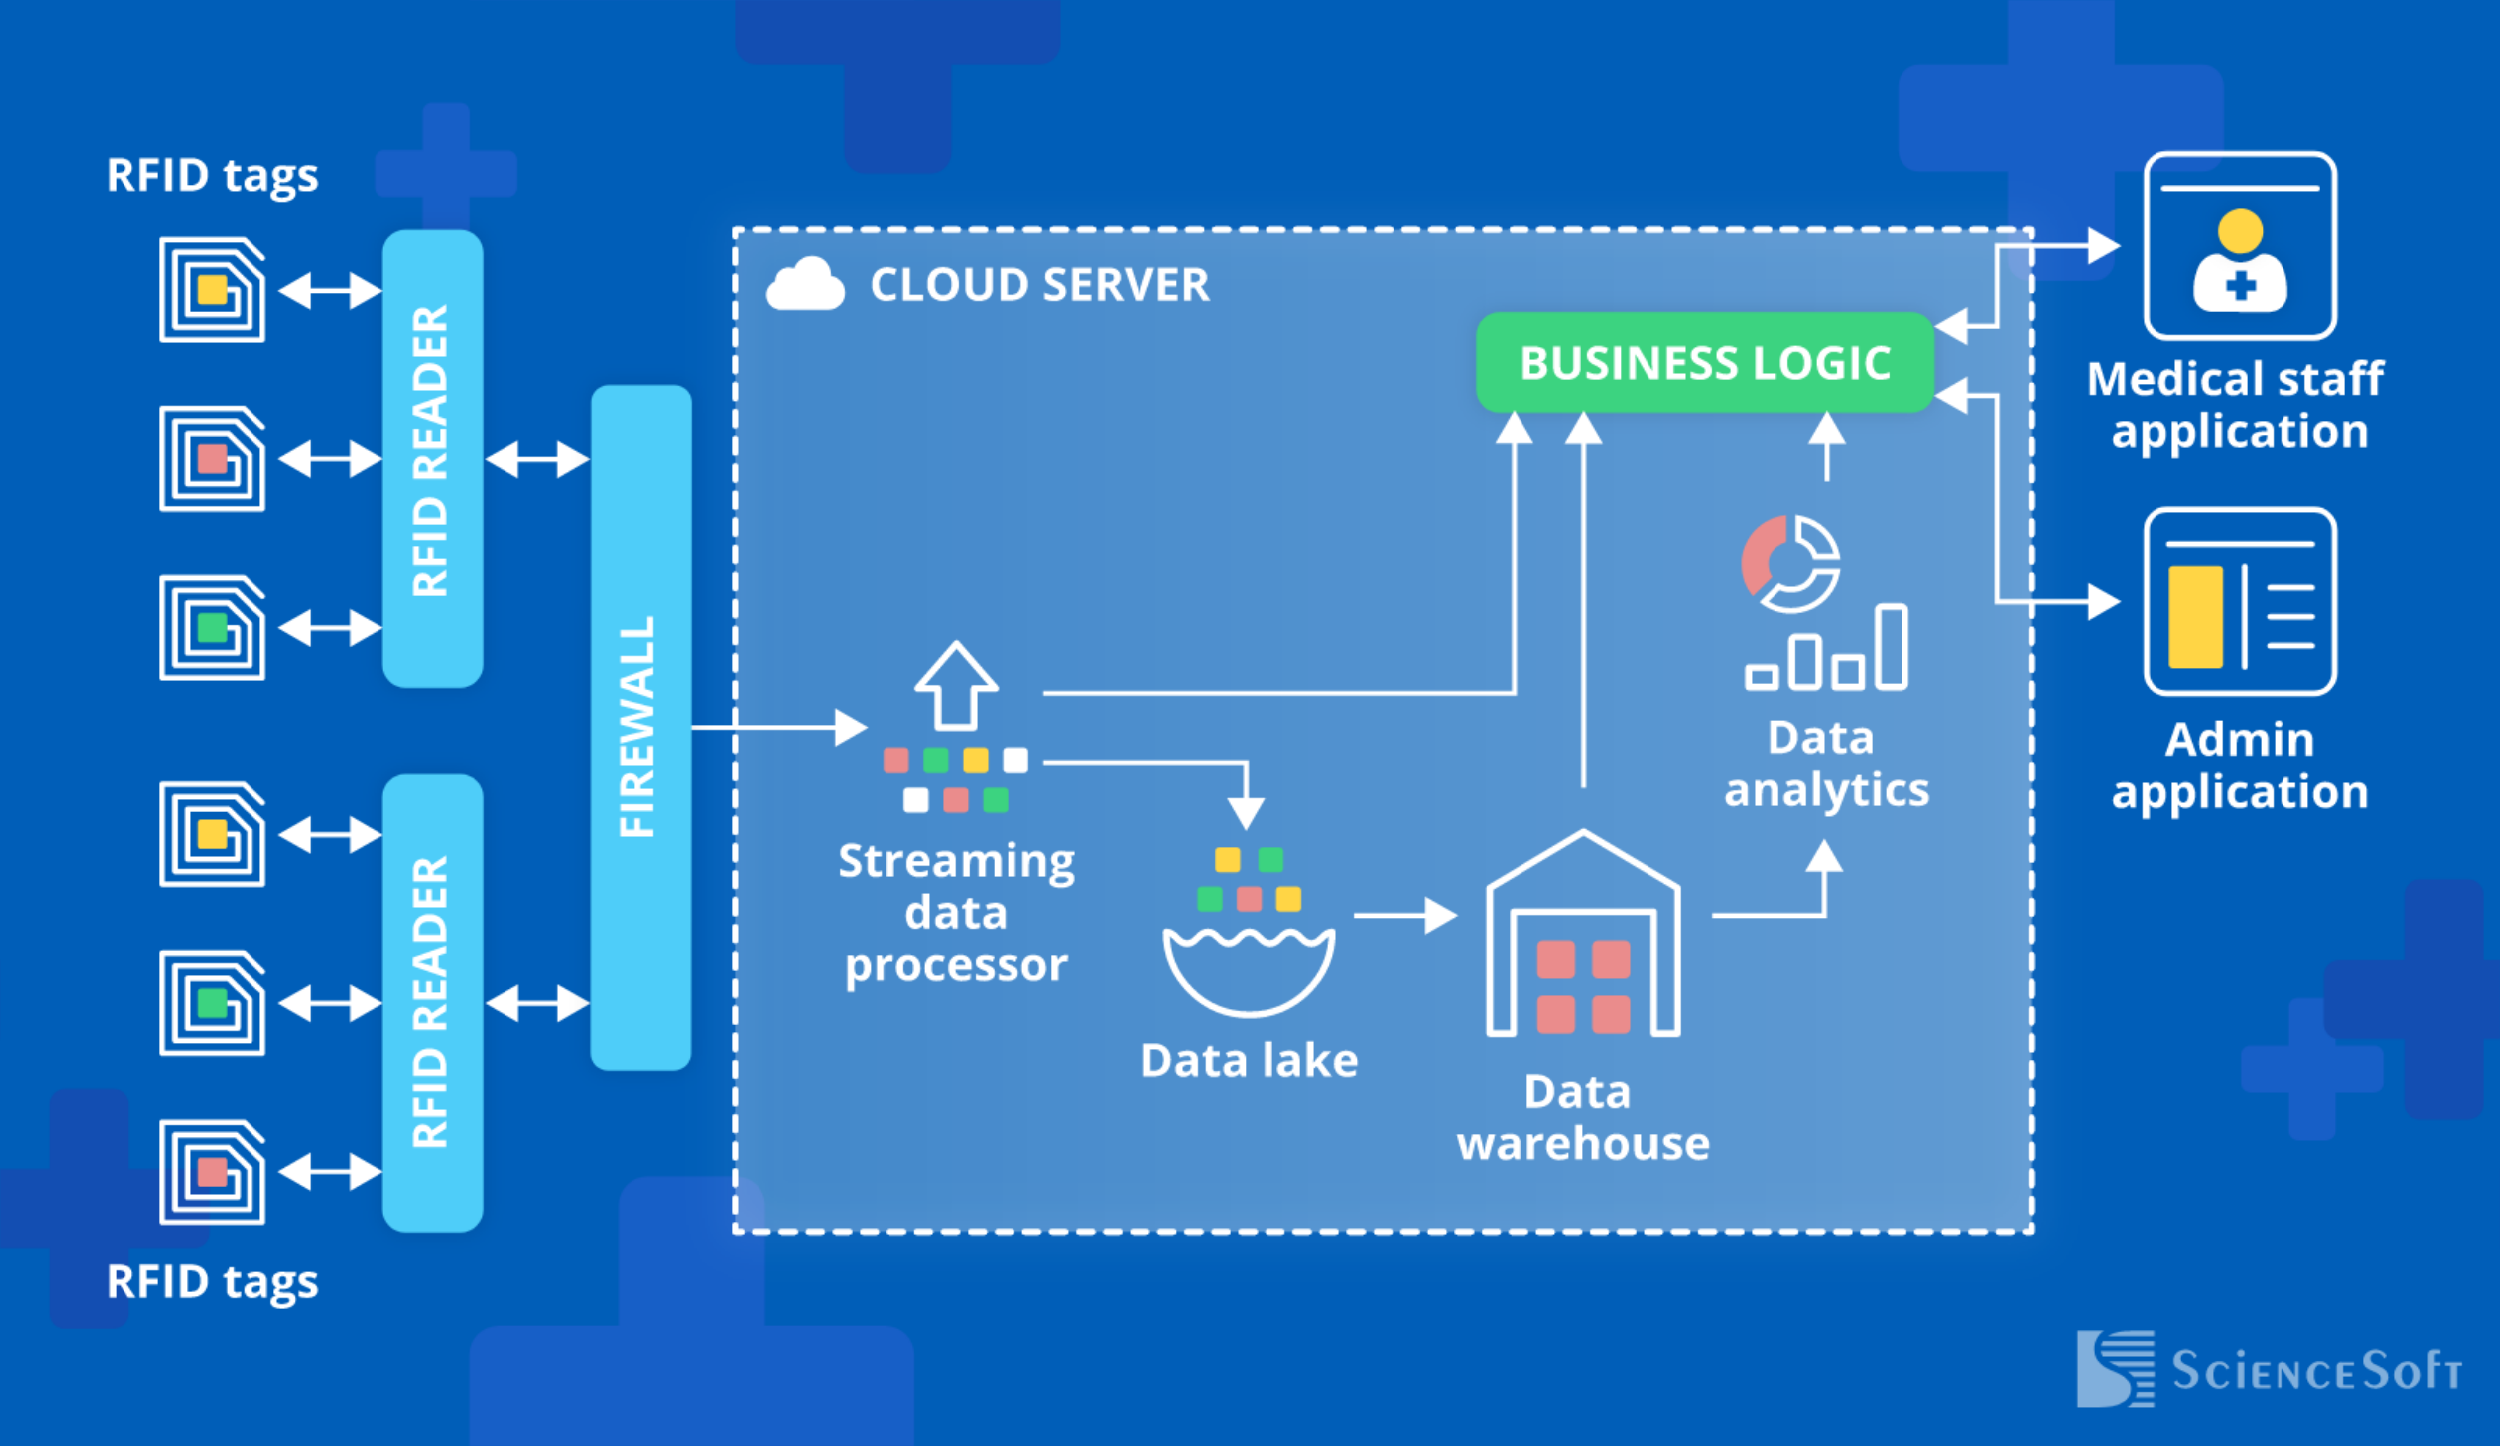 RFID tags
RFID READER
RFID READER
RFID tags
FIREWALL
CLOUD SERVER
BUSINESS LOGIC
Streaming
data
processor
Data lake
Data
warehouse
Data
analytics
Medical staff
application
Admin
application
ScienceSoft